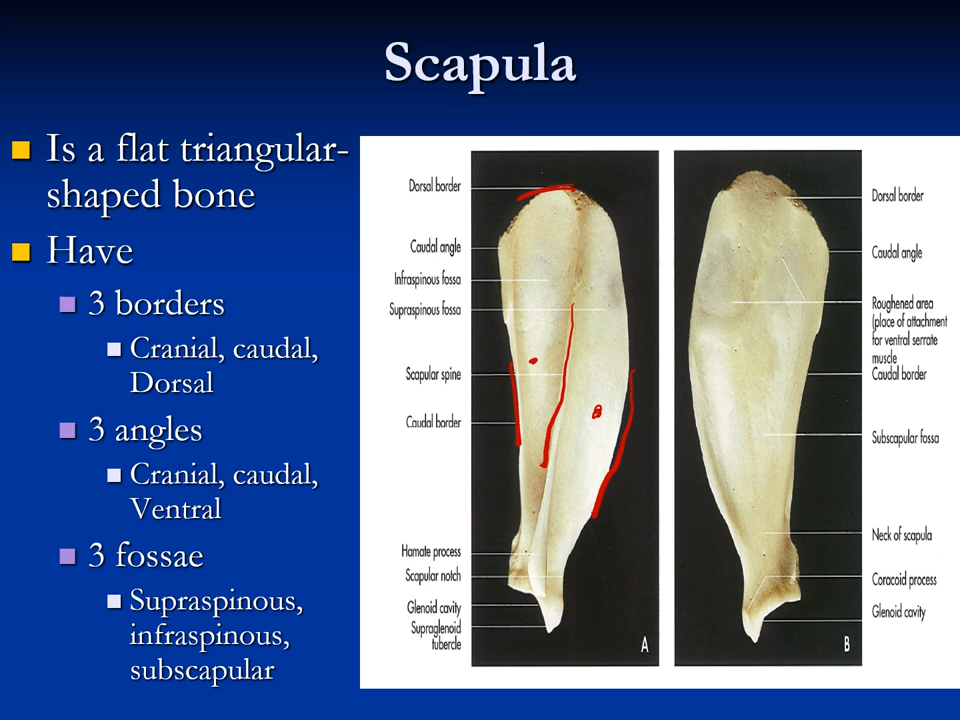 Scapula
Is a flat triangular-
shaped bone
Have
3 borders
Cranial, caudal,
Dorsal
3 angles
Cranial, caudal,
Ventral
3 fossae
Supraspinous,
infraspinous,
subscapular
Dorsal border
Caudal angle
Infraspinous fossa
Supraspinous fossa
Scapular spine
Caudal border
Hamate process
Scapular notch
Glenoid cavity
Supraglenoid
tubercle
A
Dorsal border
Caudal angle
Roughened area
(place of attachment
for ventral serrate
muscle
Caudal border
Subscapular fossa
Neck of scapula
Coracoid process
Glenoid cavity
B